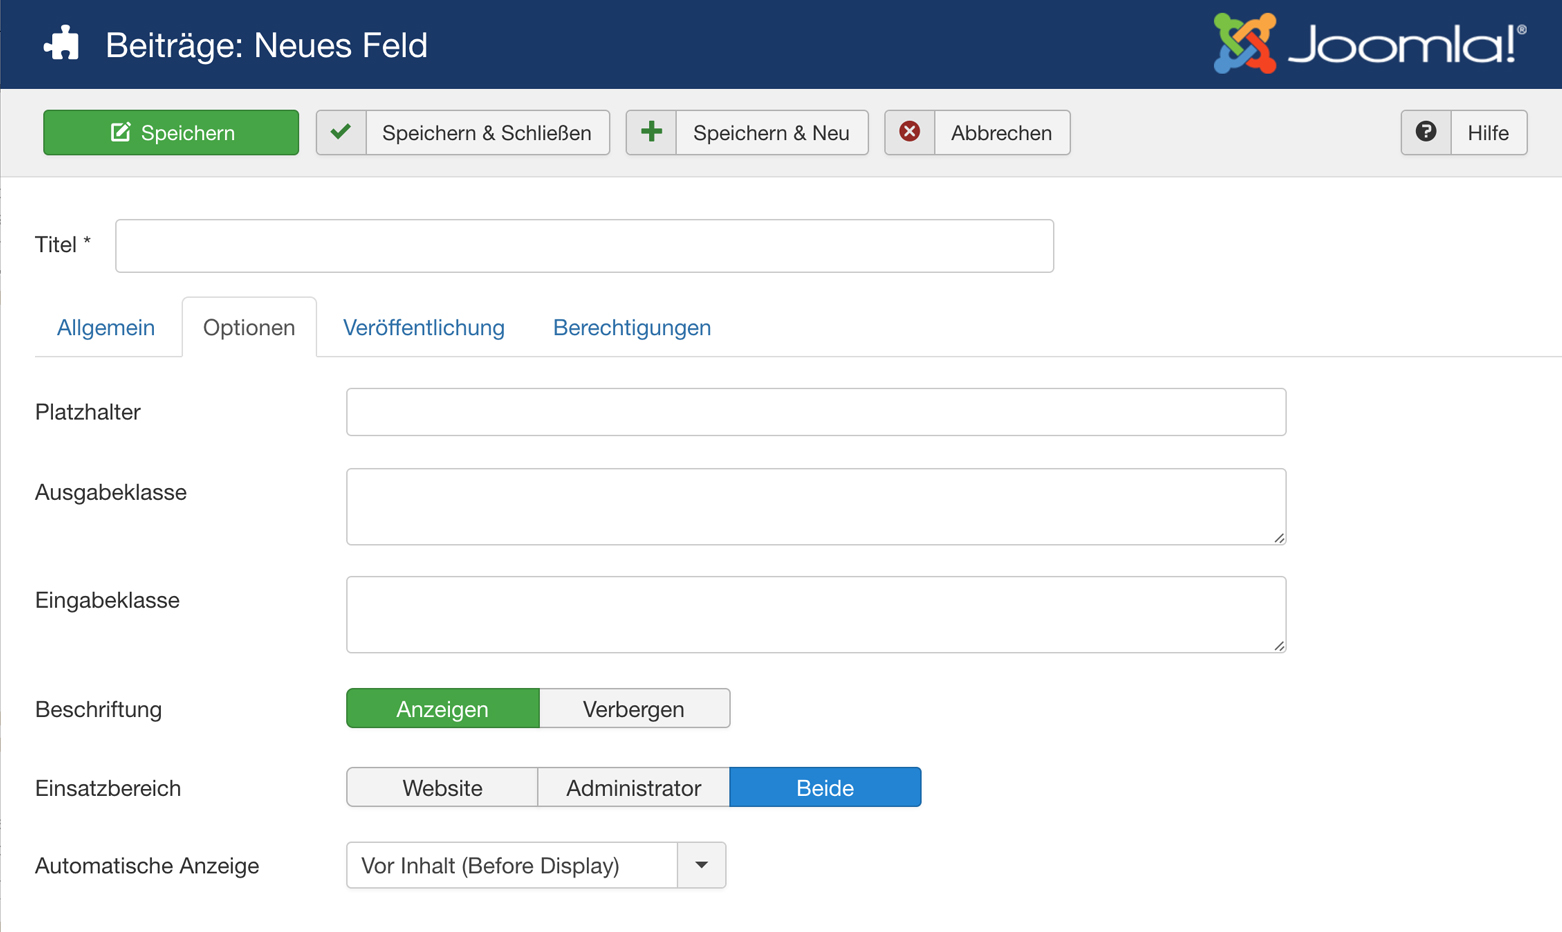 Beiträge: Neues Feld
Joomla!®
Speichern
Speichern & Schließen
Speichern & Neu
Abbrechen
Hilfe
Titel *
Allgemein
Optionen
Veröffentlichung
Berechtigungen
Platzhalter
Ausgabeklasse
Eingabeklasse
Beschriftung
Anzeigen
Verbergen
Einsatzbereich
Website
Administrator
Beide
Automatische Anzeige
Vor Inhalt (Before Display)